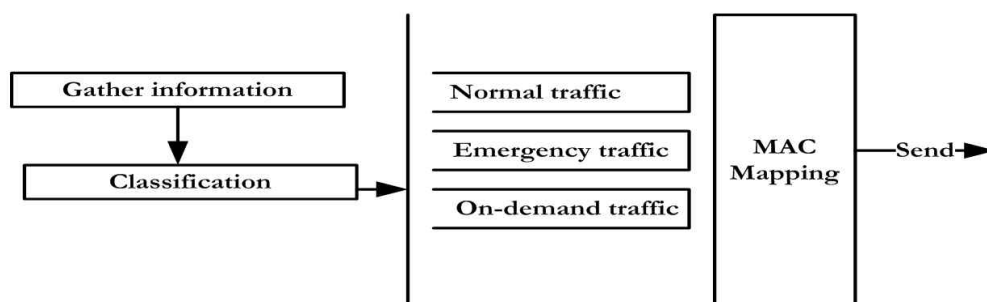 Gather information
Classification
Normal traffic
Emergency traffic
On-demand traffic
MAC
Mapping
Send